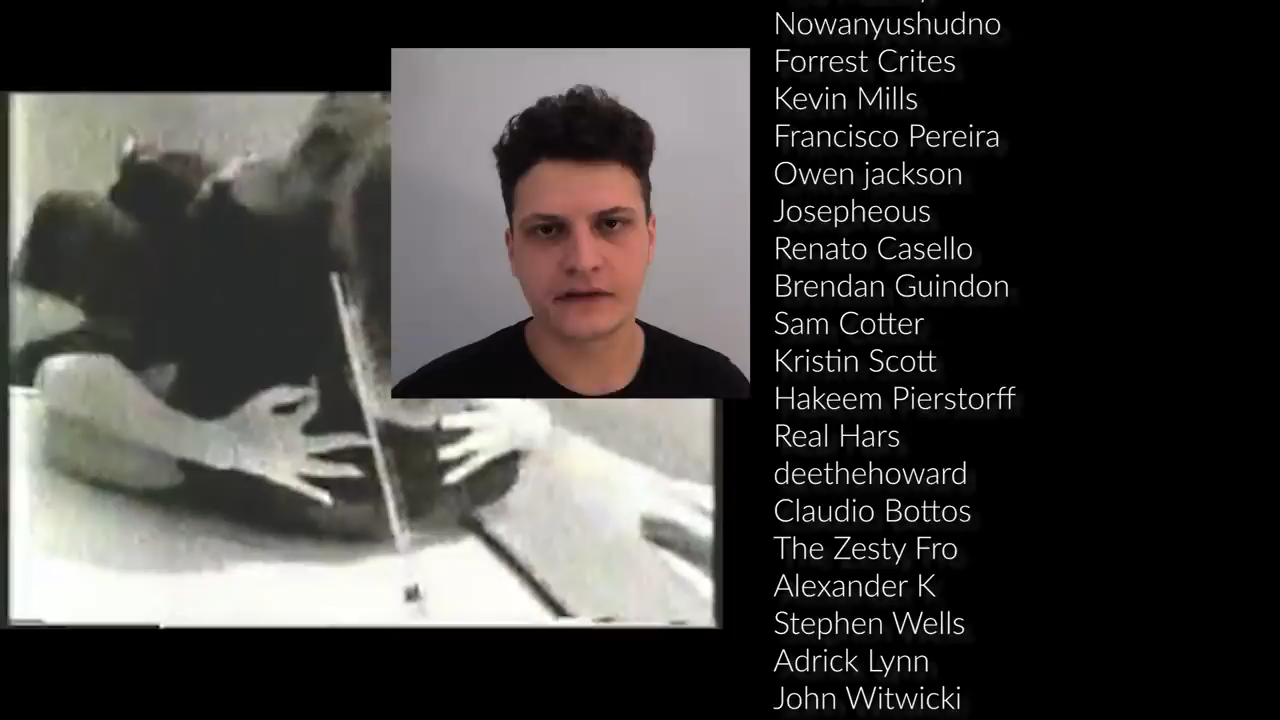 Nowanyushudno
Forrest Crites
Kevin Mills
Francisco Pereira
Owen jackson
Josepheous
Renato Casello
Brendan Guindon
Sam Cotter
Kristin Scott
Hakeem Pierstorff
Real Hars
deethehoward
Claudio Bottos
The Zesty Fro
Alexander K
Stephen Wells
Adrick Lynn
John Witwicki